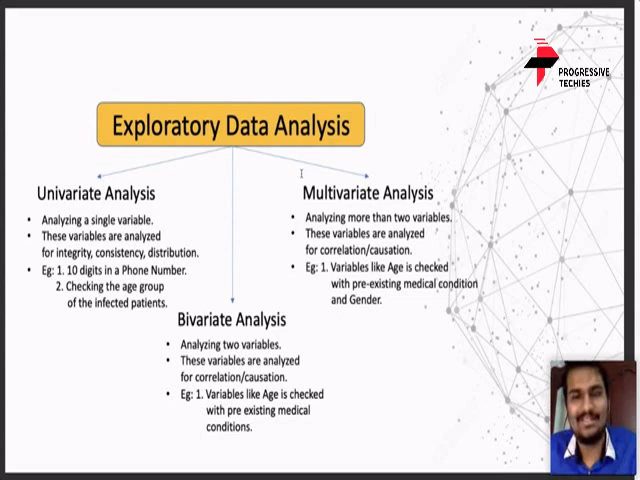 PROGRESSIVE
TECHIES
Exploratory Data Analysis
Univariate Analysis
• Analyzing a single variable.
• These variables are analyzed
for integrity, consistency, distribution.
• Eg: 1. 10 digits in a Phone Number.
2. Checking the age group
of the infected patients.
Multivariate Analysis
• Analyzing more than two variables.
• These variables are analyzed
for correlation/causation.
• Eg: 1. Variables like Age is checked
with pre-existing medical condition
and Gender.
Bivariate Analysis
• Analyzing two variables.
• These variables are analyzed
for correlation/causation.
• Eg: 1. Variables like Age is checked
with pre existing medical
conditions.